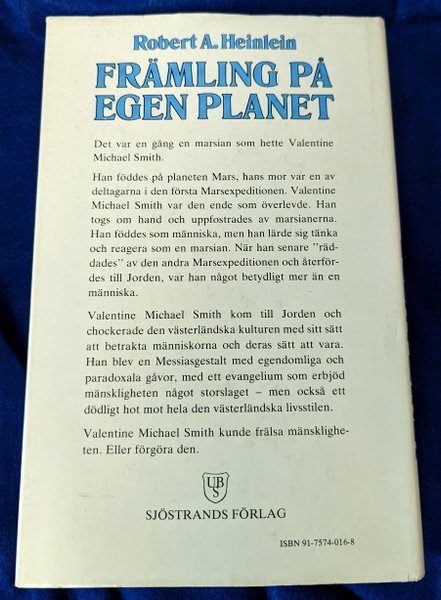 Robert A. Heinlein
FRÄMLING PÅ
EGEN PLANET
Det var en gång en marsian som hette Valentine
Michael Smith.
Han föddes på planeten Mars, hans mor var en av
deltagarna i den första Marsexpeditionen. Valentine
Michael Smith var den ende som överlevde. Han
togs om hand och uppfostrades av marsianerna.
Han föddes som människa, men han lärde sig tänka
och reagera som en marsian. När han senare ”räd-
dades” av den andra Marsexpeditionen och återför-
des till Jorden, var han något betydligt mer än en
människa.
Valentine Michael Smith kom till Jorden och
chockerade den västerländska kulturen med sitt sätt
att betrakta människorna och deras sätt att vara.
Han blev en Messiasgestalt med egendomliga och
paradoxala gåvor, med ett evangelium som erbjöd
mänskligheten något storslaget – men också ett
dödligt hot mot hela den västerländska livsstilen.
Valentine Michael Smith kunde frälsa mänsklighe-
ten. Eller förgöra den.
UBS
SJÖSTRANDS FÖRLAG
ISBN 91-7574-016-8